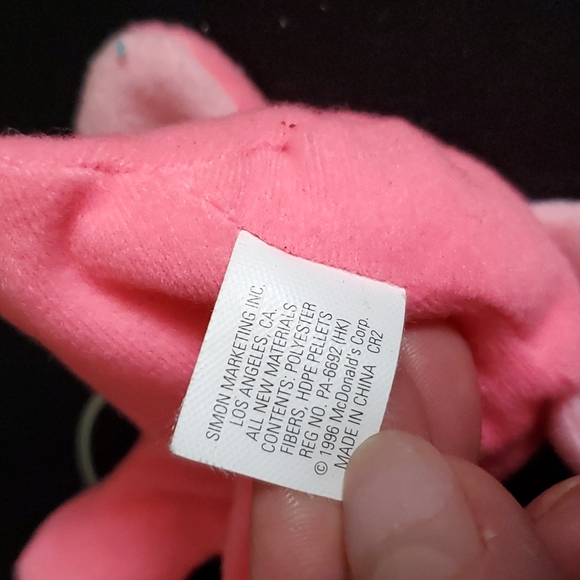 SIMON MARKETING INC.
LOS ANGELES, CA.
ALL NEW MATERIALS
CONTENTS: POLYESTER
FIBERS, HDPE PELLETS
REG NO. PA-6692 (HK)
© 1996 McDonald's Corp.
MADE IN CHINA CR2